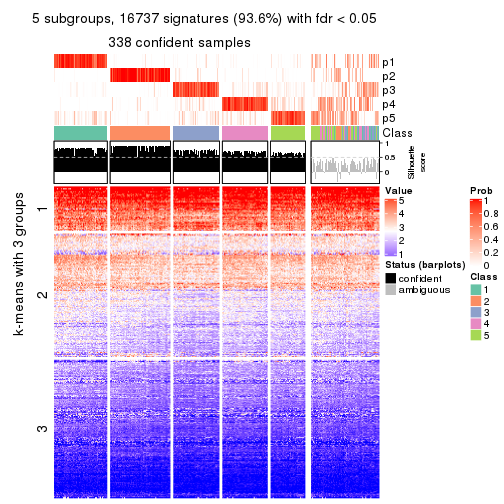 5 subgroups, 16737 signatures (93.6%) with fdr < 0.05
338 confident samples
p1
p2
p3
p4
p5
Class
1
0.5
0
Silhouette
score
k-means with 3 groups
1
2
3
Value
5
4
3
2
1
Status (barplots)
confident
ambiguous
Prob
1
0.8
0.6
0.4
0.2
0
Class
1
2
3
4
5